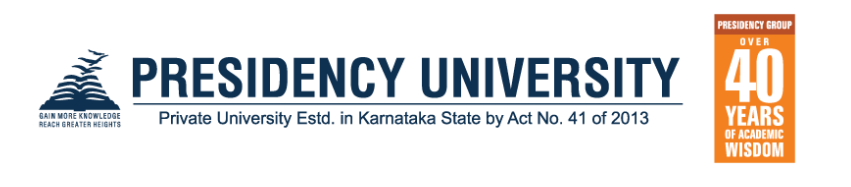 GAIN MORE KNOWLEDGE
REACH GREATER HEIGHTS
PRESIDENCY UNIVERSITY
Private University Estd. in Karnataka State by Act No. 41 of 2013
PRESIDENCY GROUP
OVER
40
YEARS
OF ACADEMIC
WISDOM